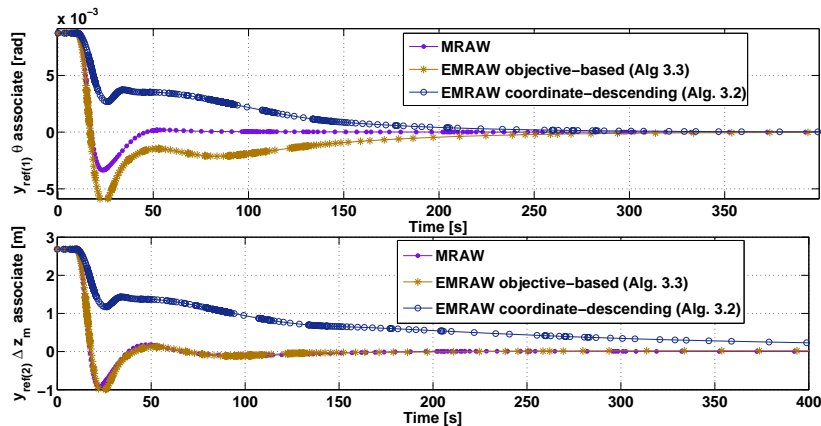 x 10⁻³
y_ref(1) θ associate [rad]
5
0
−5
MRAW
EMRAW objective−based (Alg 3.3)
EMRAW coordinate−descending (Alg. 3.2)
0 50 100 150 200 250 300 350
Time [s]
y_ref(2) Δ z_m associate [m]
3
2
1
0
−1
MRAW
EMRAW objective−based (Alg. 3.3)
EMRAW coordinate−descending (Alg. 3.2)
0 50 100 150 200 250 300 350 400
Time [s]